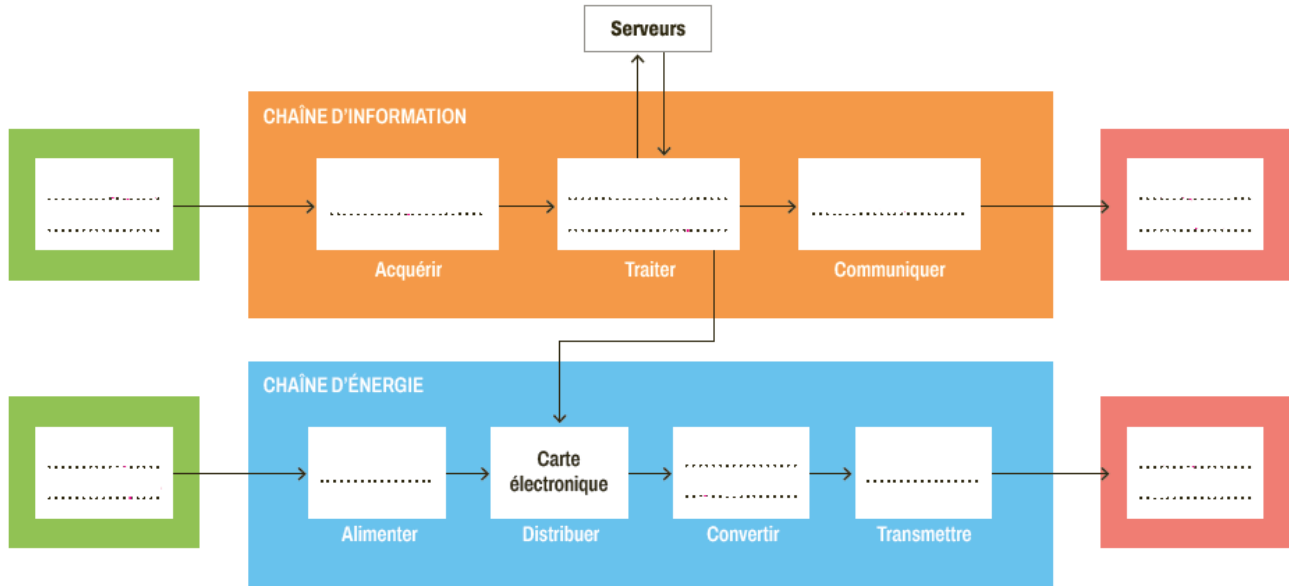 Serveurs
CHAÎNE D'INFORMATION
Acquérir
Traiter
Communiquer
CHAÎNE D'ÉNERGIE
Carte
électronique
Alimenter
Distribuer
Convertir
Transmettre